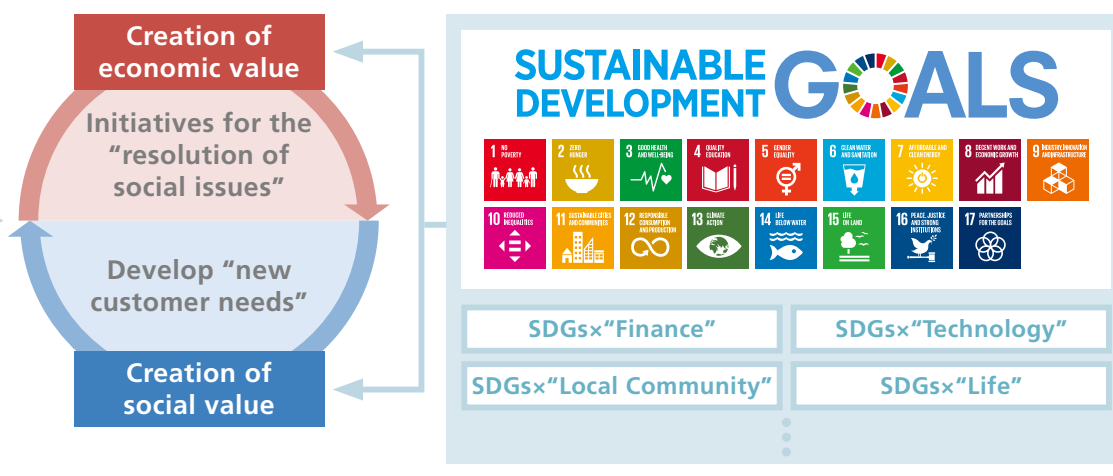 Creation of
economic value
Initiatives for the
“resolution of
social issues”
Develop “new
customer needs”
Creation of
social value
SUSTAINABLE
DEVELOPMENT
GOALS
1 NO
POVERTY
2 ZERO
HUNGER
3 GOOD HEALTH
AND WELL-BEING
4 QUALITY
EDUCATION
5 GENDER
EQUALITY
6 CLEAN WATER
AND SANITATION
7 AFFORDABLE AND
CLEAN ENERGY
8 DECENT WORK AND
ECONOMIC GROWTH
9 INDUSTRY, INNOVATION
AND INFRASTRUCTURE
10 REDUCED
INEQUALITIES
11 SUSTAINABLE CITIES
AND COMMUNITIES
12 RESPONSIBLE
CONSUMPTION
AND PRODUCTION
13 CLIMATE
ACTION
14 LIFE
BELOW WATER
15 LIFE
ON LAND
16 PEACE, JUSTICE
AND STRONG
INSTITUTIONS
17 PARTNERSHIPS
FOR THE GOALS
SDGs×“Finance”
SDGs×“Technology”
SDGs×“Local Community”
SDGs×“Life”